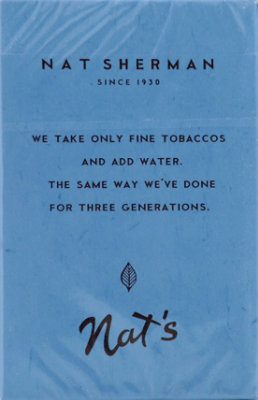 NAT SHERMAN
SINCE 1930
WE TAKE ONLY FINE TOBACCOS
AND ADD WATER.
THE SAME WAY WE'VE DONE
FOR THREE GENERATIONS.
Nat's